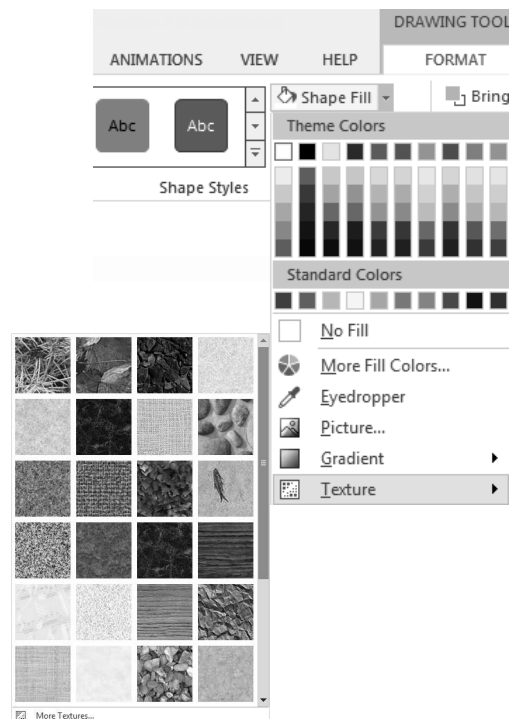 DRAWING TOOL
ANIMATIONS VIEW HELP FORMAT
Shape Fill Bring
Abc Abc
Theme Colors
Shape Styles
Standard Colors
No Fill
More Fill Colors...
Eyedropper
Picture...
Gradient
Texture
More Textures...